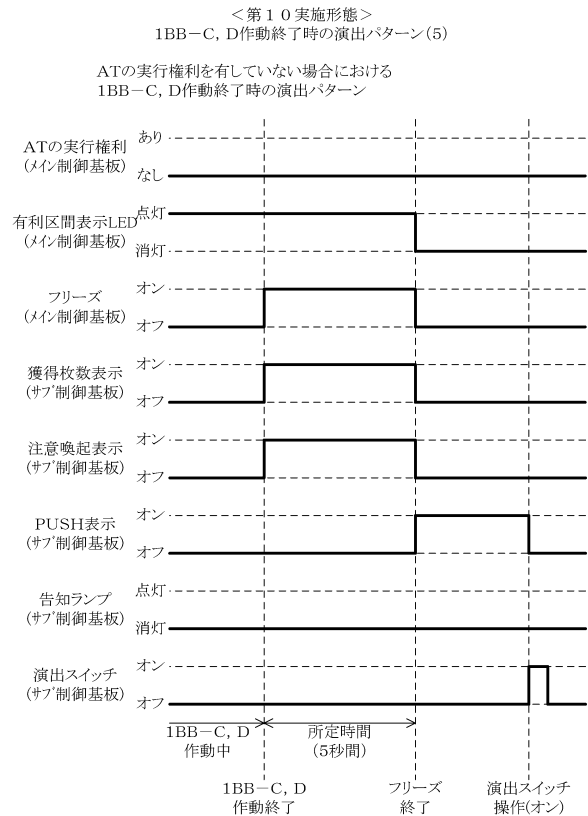 ＜第１０実施形態＞
1BB－C，D作動終了時の演出パターン（5）
ATの実行権利を有していない場合における
1BB－C，D作動終了時の演出パターン
ATの実行権利
(ﾒｲﾝ制御基板)
あり
なし
有利区間表示LED
(ﾒｲﾝ制御基板)
点灯
消灯
フリーズ
(ﾒｲﾝ制御基板)
オン
オフ
獲得枚数表示
(ｻﾌﾞ制御基板)
オン
オフ
注意喚起表示
(ｻﾌﾞ制御基板)
オン
オフ
PUSH表示
(ｻﾌﾞ制御基板)
オン
オフ
告知ランプ
(ｻﾌﾞ制御基板)
点灯
消灯
演出スイッチ
(ｻﾌﾞ制御基板)
オン
オフ
1BB－C，D
作動中
所定時間
（5秒間）
1BB－C，D
作動終了
フリーズ
終了
演出スイッチ
操作(オン)